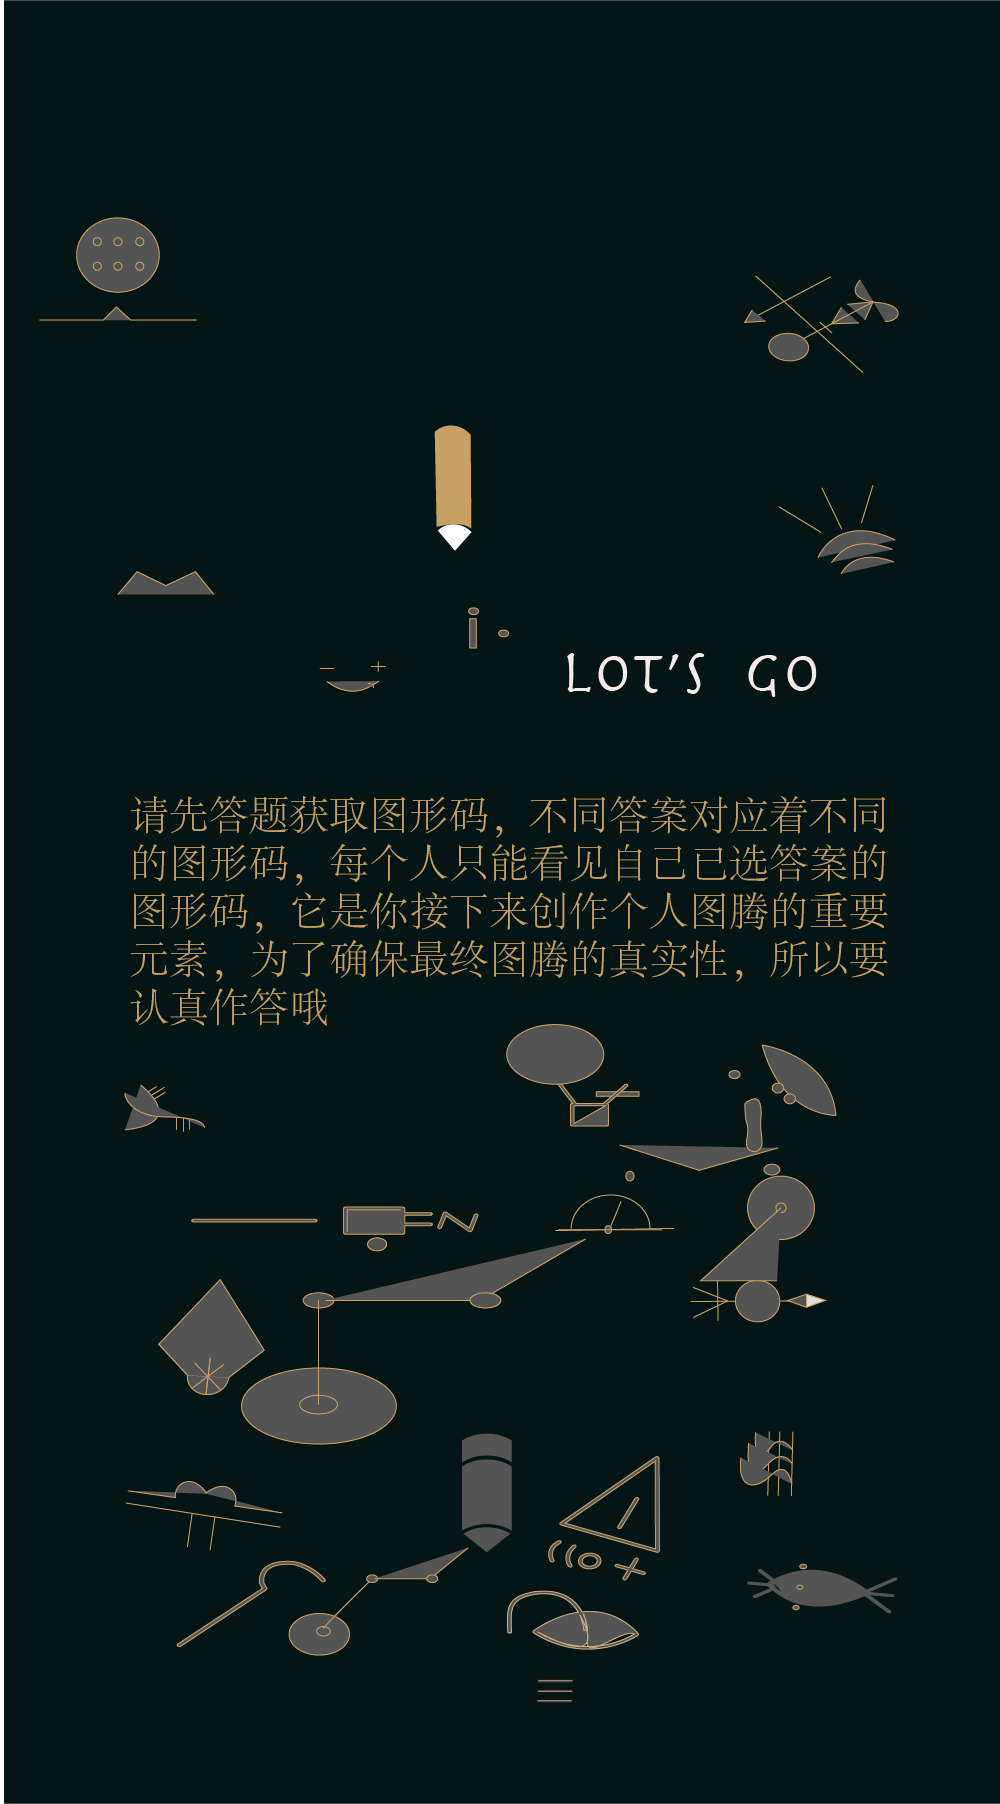 LOT'S GO
请先答题获取图形码，不同答案对应着不同
的图形码，每个人只能看见自己已选答案的
图形码，它是你接下来创作个人图腾的重要
元素，为了确保最终图腾的真实性，所以要
认真作答哦